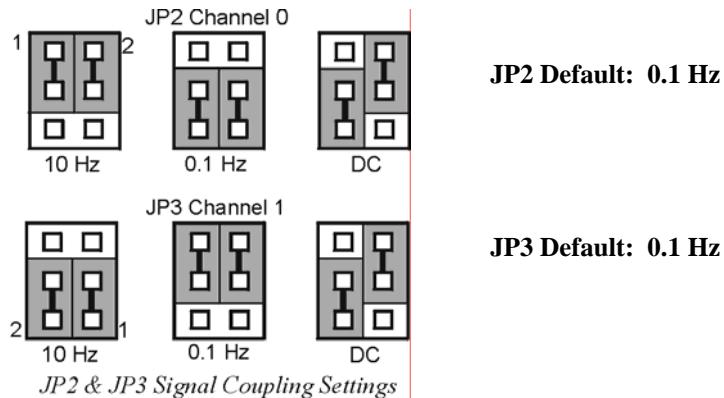 JP2 Channel 0
1
2
JP2 Default: 0.1 Hz
10 Hz
0.1 Hz
DC
JP3 Channel 1
JP3 Default: 0.1 Hz
2
1
10 Hz
0.1 Hz
DC
JP2 & JP3 Signal Coupling Settings